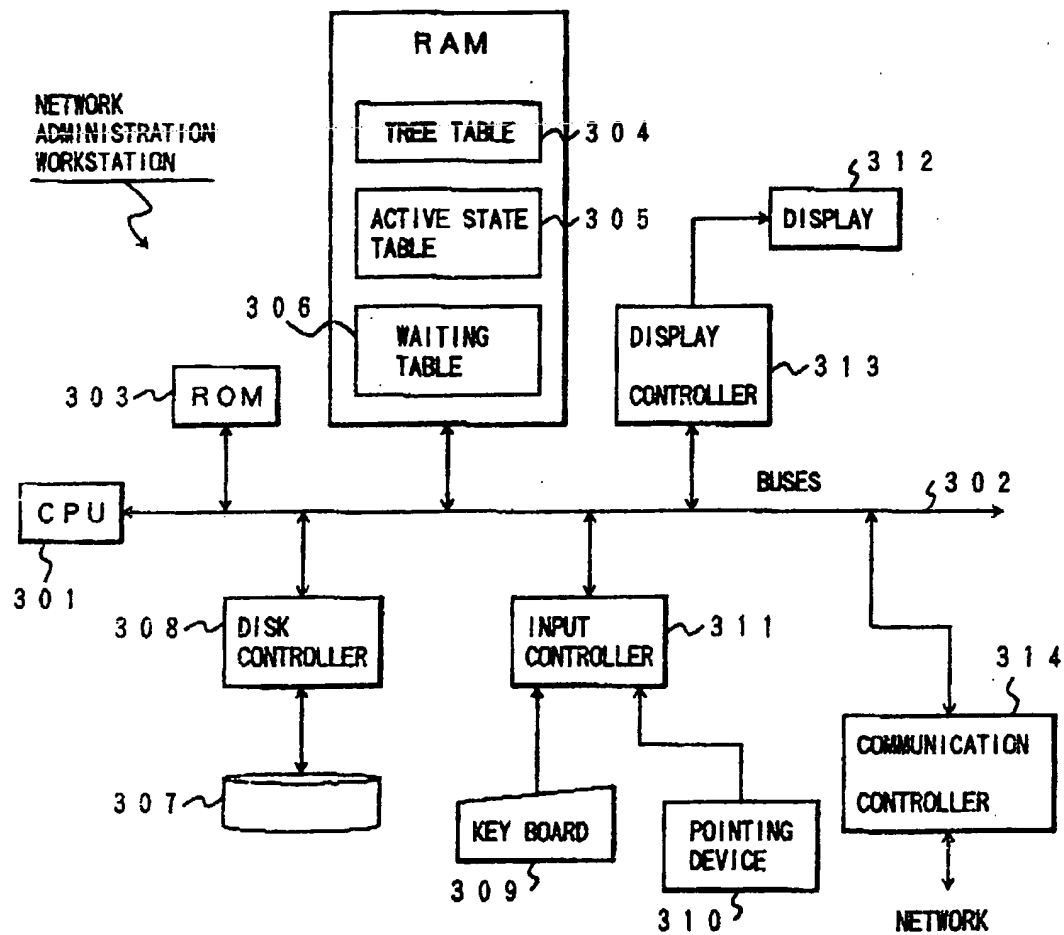 RAM
NETWORK
ADMINISTRATION
WORKSTATION
TREE TABLE
304
ACTIVE STATE
TABLE
305
306
WAITING
TABLE
312
DISPLAY
DISPLAY
CONTROLLER
313
303
ROM
BUSES
302
CPU
301
308
DISK
CONTROLLER
INPUT
CONTROLLER
311
314
COMMUNICATION
CONTROLLER
307
KEY BOARD
309
POINTING
DEVICE
310
NETWORK